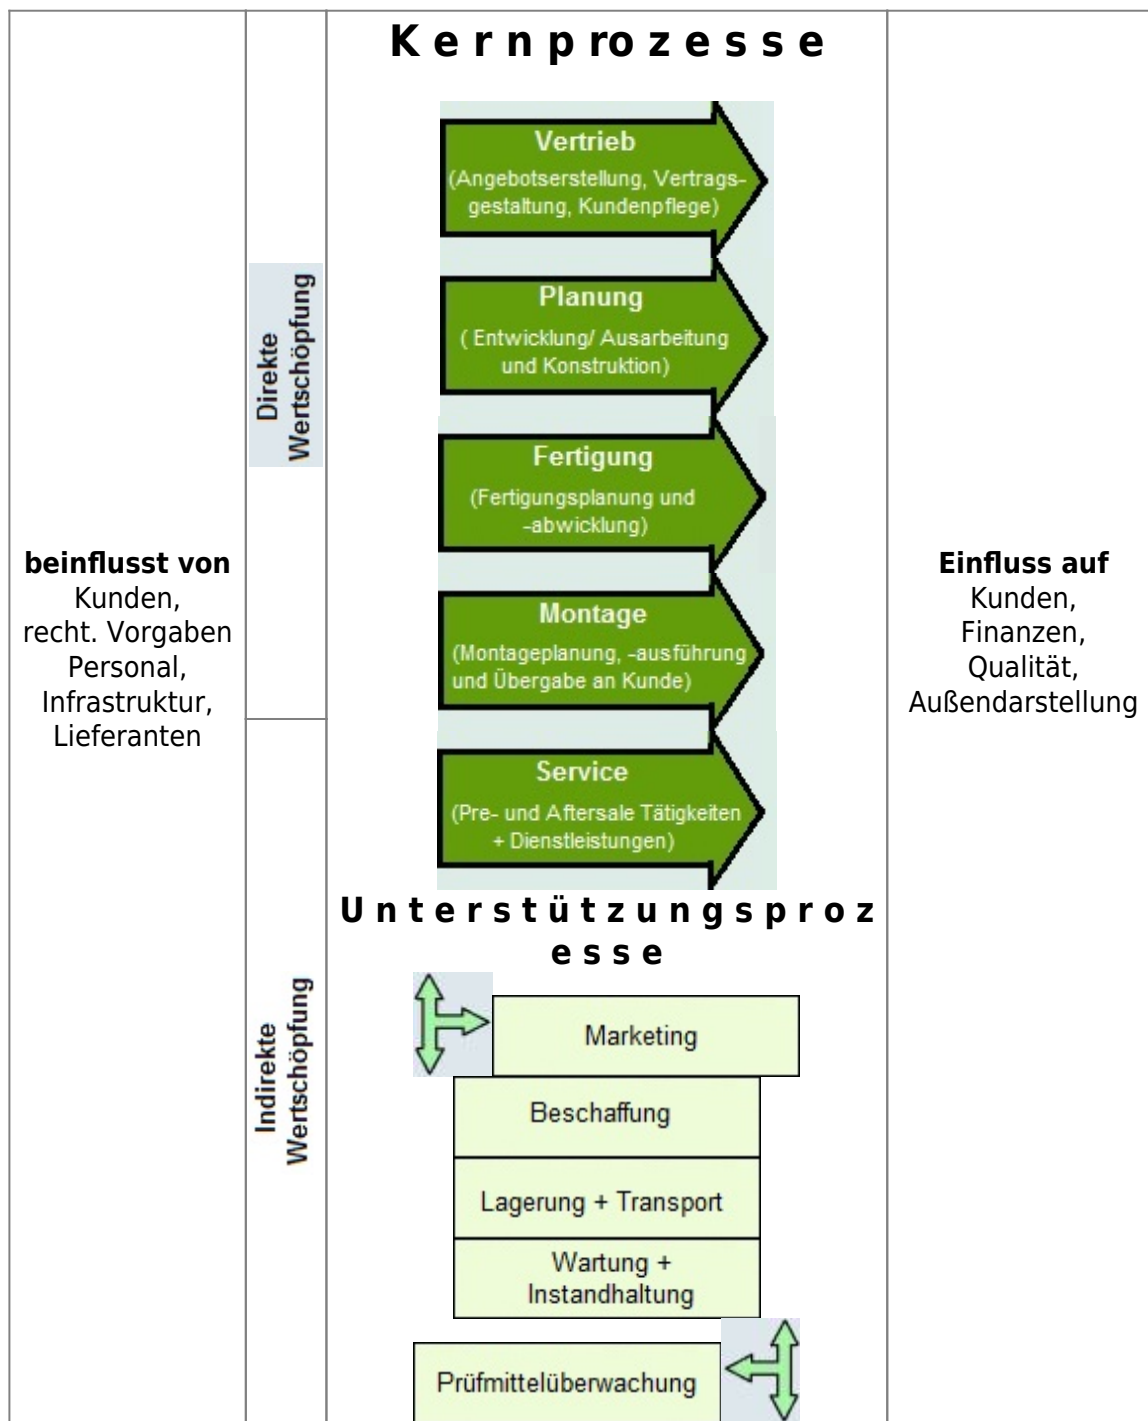 Kernprozesse
Vertrieb
(Angebotserstellung, Vertrags-
gestaltung, Kundenpflege)
Planung
( Entwicklung/ Ausarbeitung
und Konstruktion)
Direkte
Wertschöpfung
Fertigung
(Fertigungsplanung und
-abwicklung)
beinflusst von
Kunden,
recht. Vorgaben
Personal,
Infrastruktur,
Lieferanten
Montage
(Montageplanung, -ausführung
und Übergabe an Kunde)
Einfluss auf
Kunden,
Finanzen,
Qualität,
Außendarstellung
Service
(Pre- und Aftersale Tätigkeiten
+ Dienstleistungen)
Unterstützungsproz
esse
Indirekte
Wertschöpfung
Marketing
Beschaffung
Lagerung + Transport
Wartung +
Instandhaltung
Prüfmittelüberwachung